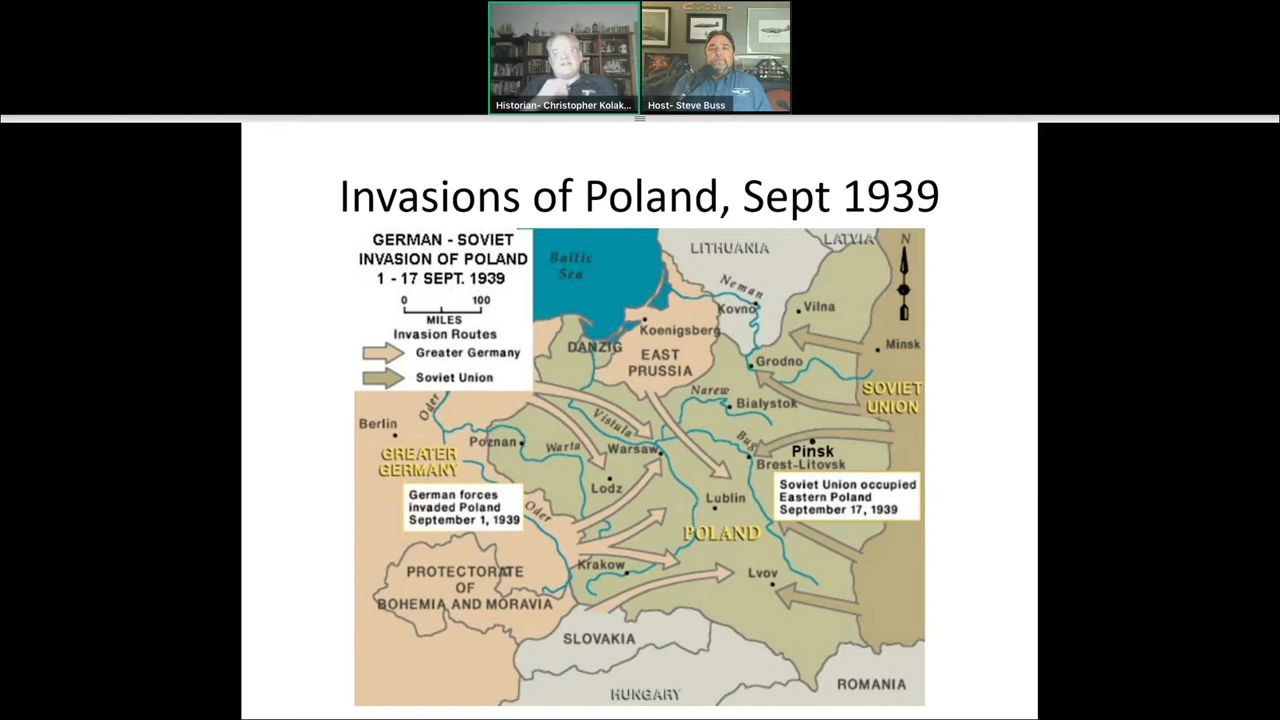 Historian- Christopher Kolak...
Host- Steve Buss
Invasions of Poland, Sept 1939
GERMAN - SOVIET
INVASION OF POLAND
1 - 17 SEPT. 1939
0 100
MILES
Invasion Routes
Greater Germany
Soviet Union
Baltic
Sea
LITHUANIA
LATVIA
N
Neman
Kovno
Vilna
Koenigsberg
DANZIG
EAST
PRUSSIA
Minsk
Grodno
SOVIET
UNION
Narew
Bialystok
Oder
Berlin
Vistula
Poznan
Warta
Warsaw
Bug
Pinsk
Brest-Litovsk
GREATER
GERMANY
Lodz
Soviet Union occupied
Eastern Poland
September 17, 1939
German forces
invaded Poland
September 1, 1939
Oder
Lublin
POLAND
Krakow
Lvov
PROTECTORATE
OF
BOHEMIA AND MORAVIA
SLOVAKIA
HUNGARY
ROMANIA